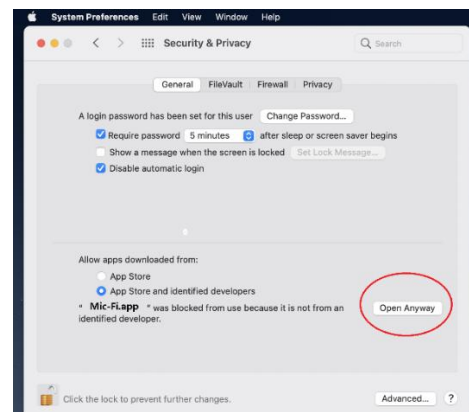 System Preferences Edit View Window Help
Security & Privacy
Search
General FileVault Firewall Privacy
A login password has been set for this user Change Password...
Require password 5 minutes after sleep or screen saver begins
Show a message when the screen is locked Set Lock Message...
Disable automatic login
Allow apps downloaded from:
App Store
App Store and identified developers
" Mic-Fi.app " was blocked from use because it is not from an Open Anyway
identified developer.
Click the lock to prevent further changes. Advanced... ?